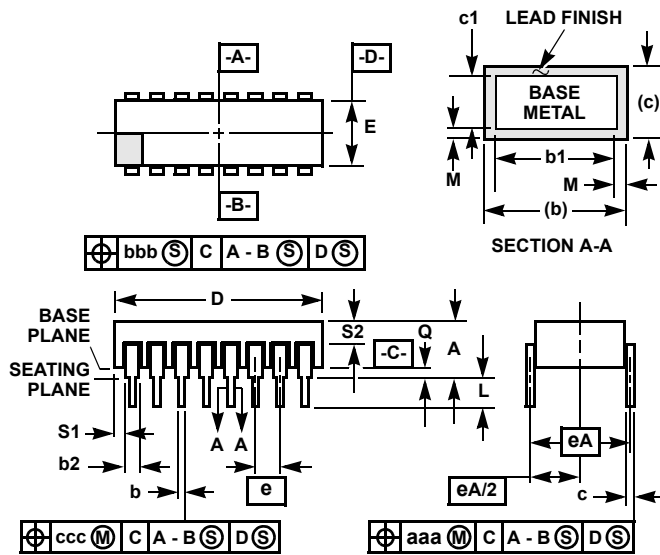 c1
LEAD FINISH
-A-
-D-
E
BASE
METAL
(c)
M
b1
M
(b)
-B-
SECTION A-A
⌖ bbb Ⓢ C A - B Ⓢ D Ⓢ
D
BASE
PLANE
SEATING
PLANE
S2
Q
-C-
A
L
S1
b2
b
A
A
e
eA
eA/2
c
⌖ ccc Ⓜ C A - B Ⓢ D Ⓢ
⌖ aaa Ⓜ C A - B Ⓢ D Ⓢ